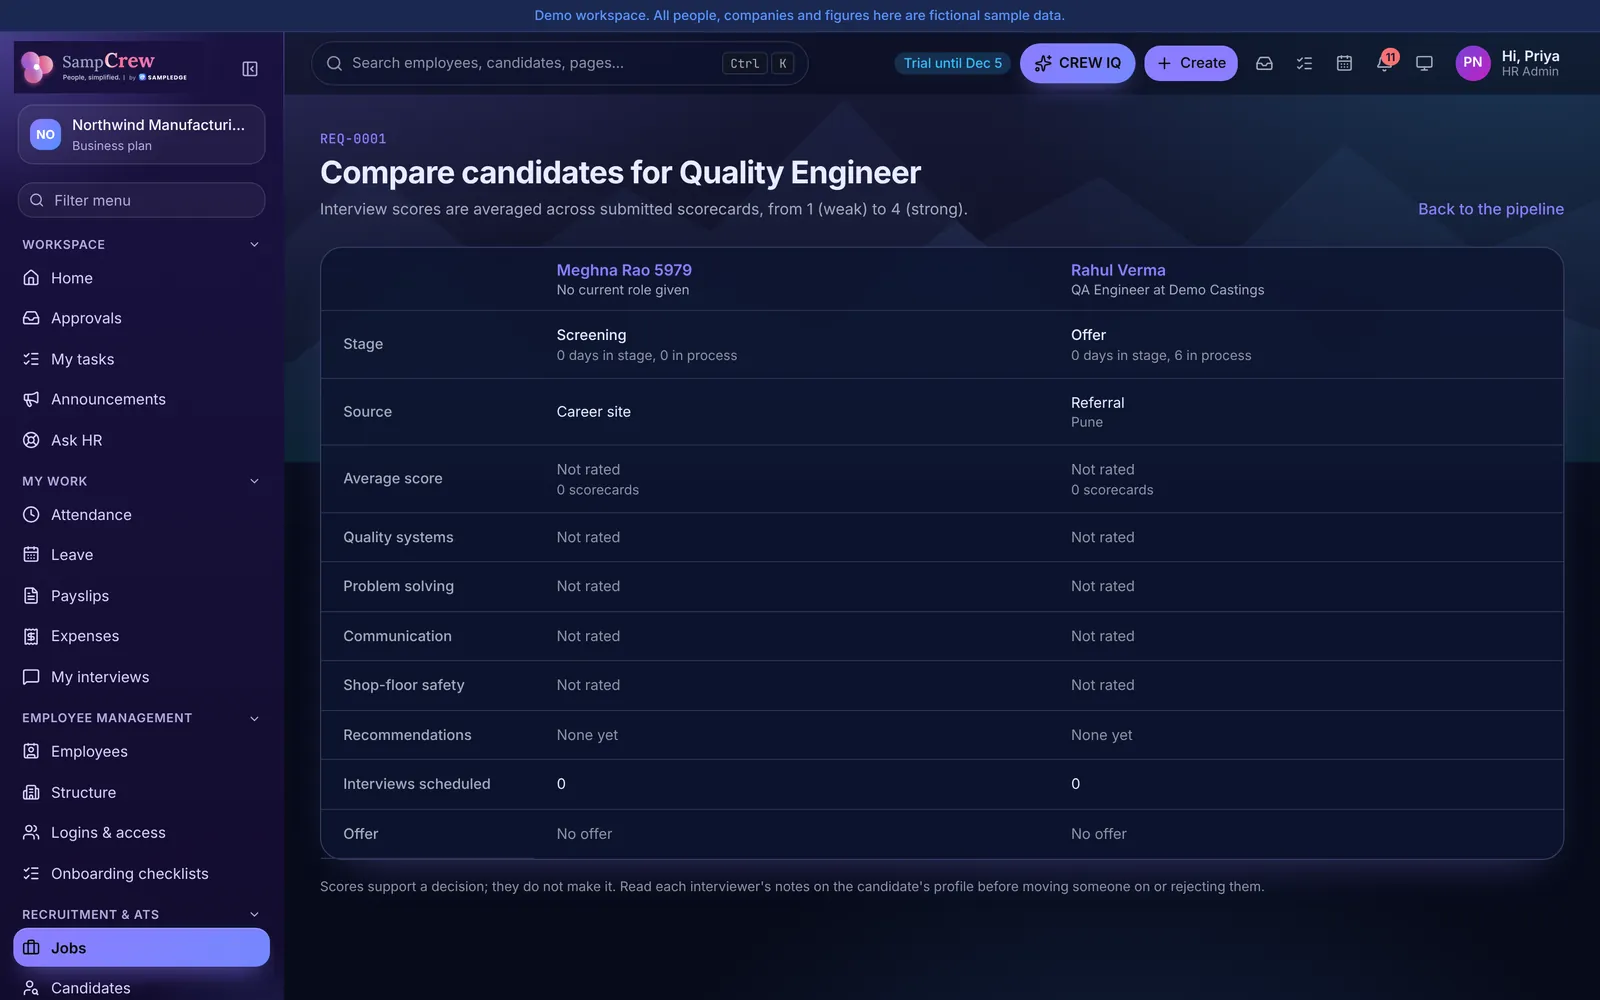 Demo workspace. All people, companies and figures here are fictional sample data.
SampCrew
People, simplified. | by SAMPLEDGE
Search employees, candidates, pages...
Ctrl K
Trial until Dec 5
CREW IQ
Create
11
PN
Hi, Priya
HR Admin
NO
Northwind Manufacturi...
Business plan
Filter menu
WORKSPACE
Home
Approvals
My tasks
Announcements
Ask HR
MY WORK
Attendance
Leave
Payslips
Expenses
My interviews
EMPLOYEE MANAGEMENT
Employees
Structure
Logins & access
Onboarding checklists
RECRUITMENT & ATS
Jobs
Candidates
REQ-0001
Compare candidates for Quality Engineer
Interview scores are averaged across submitted scorecards, from 1 (weak) to 4 (strong).
Back to the pipeline
Meghna Rao 5979
No current role given
Rahul Verma
QA Engineer at Demo Castings
Stage
Screening
0 days in stage, 0 in process
Offer
0 days in stage, 6 in process
Source
Career site
Referral
Pune
Average score
Not rated
0 scorecards
Not rated
0 scorecards
Quality systems
Not rated
Not rated
Problem solving
Not rated
Not rated
Communication
Not rated
Not rated
Shop-floor safety
Not rated
Not rated
Recommendations
None yet
None yet
Interviews scheduled
0
0
Offer
No offer
No offer
Scores support a decision; they do not make it. Read each interviewer's notes on the candidate's profile before moving someone on or rejecting them.